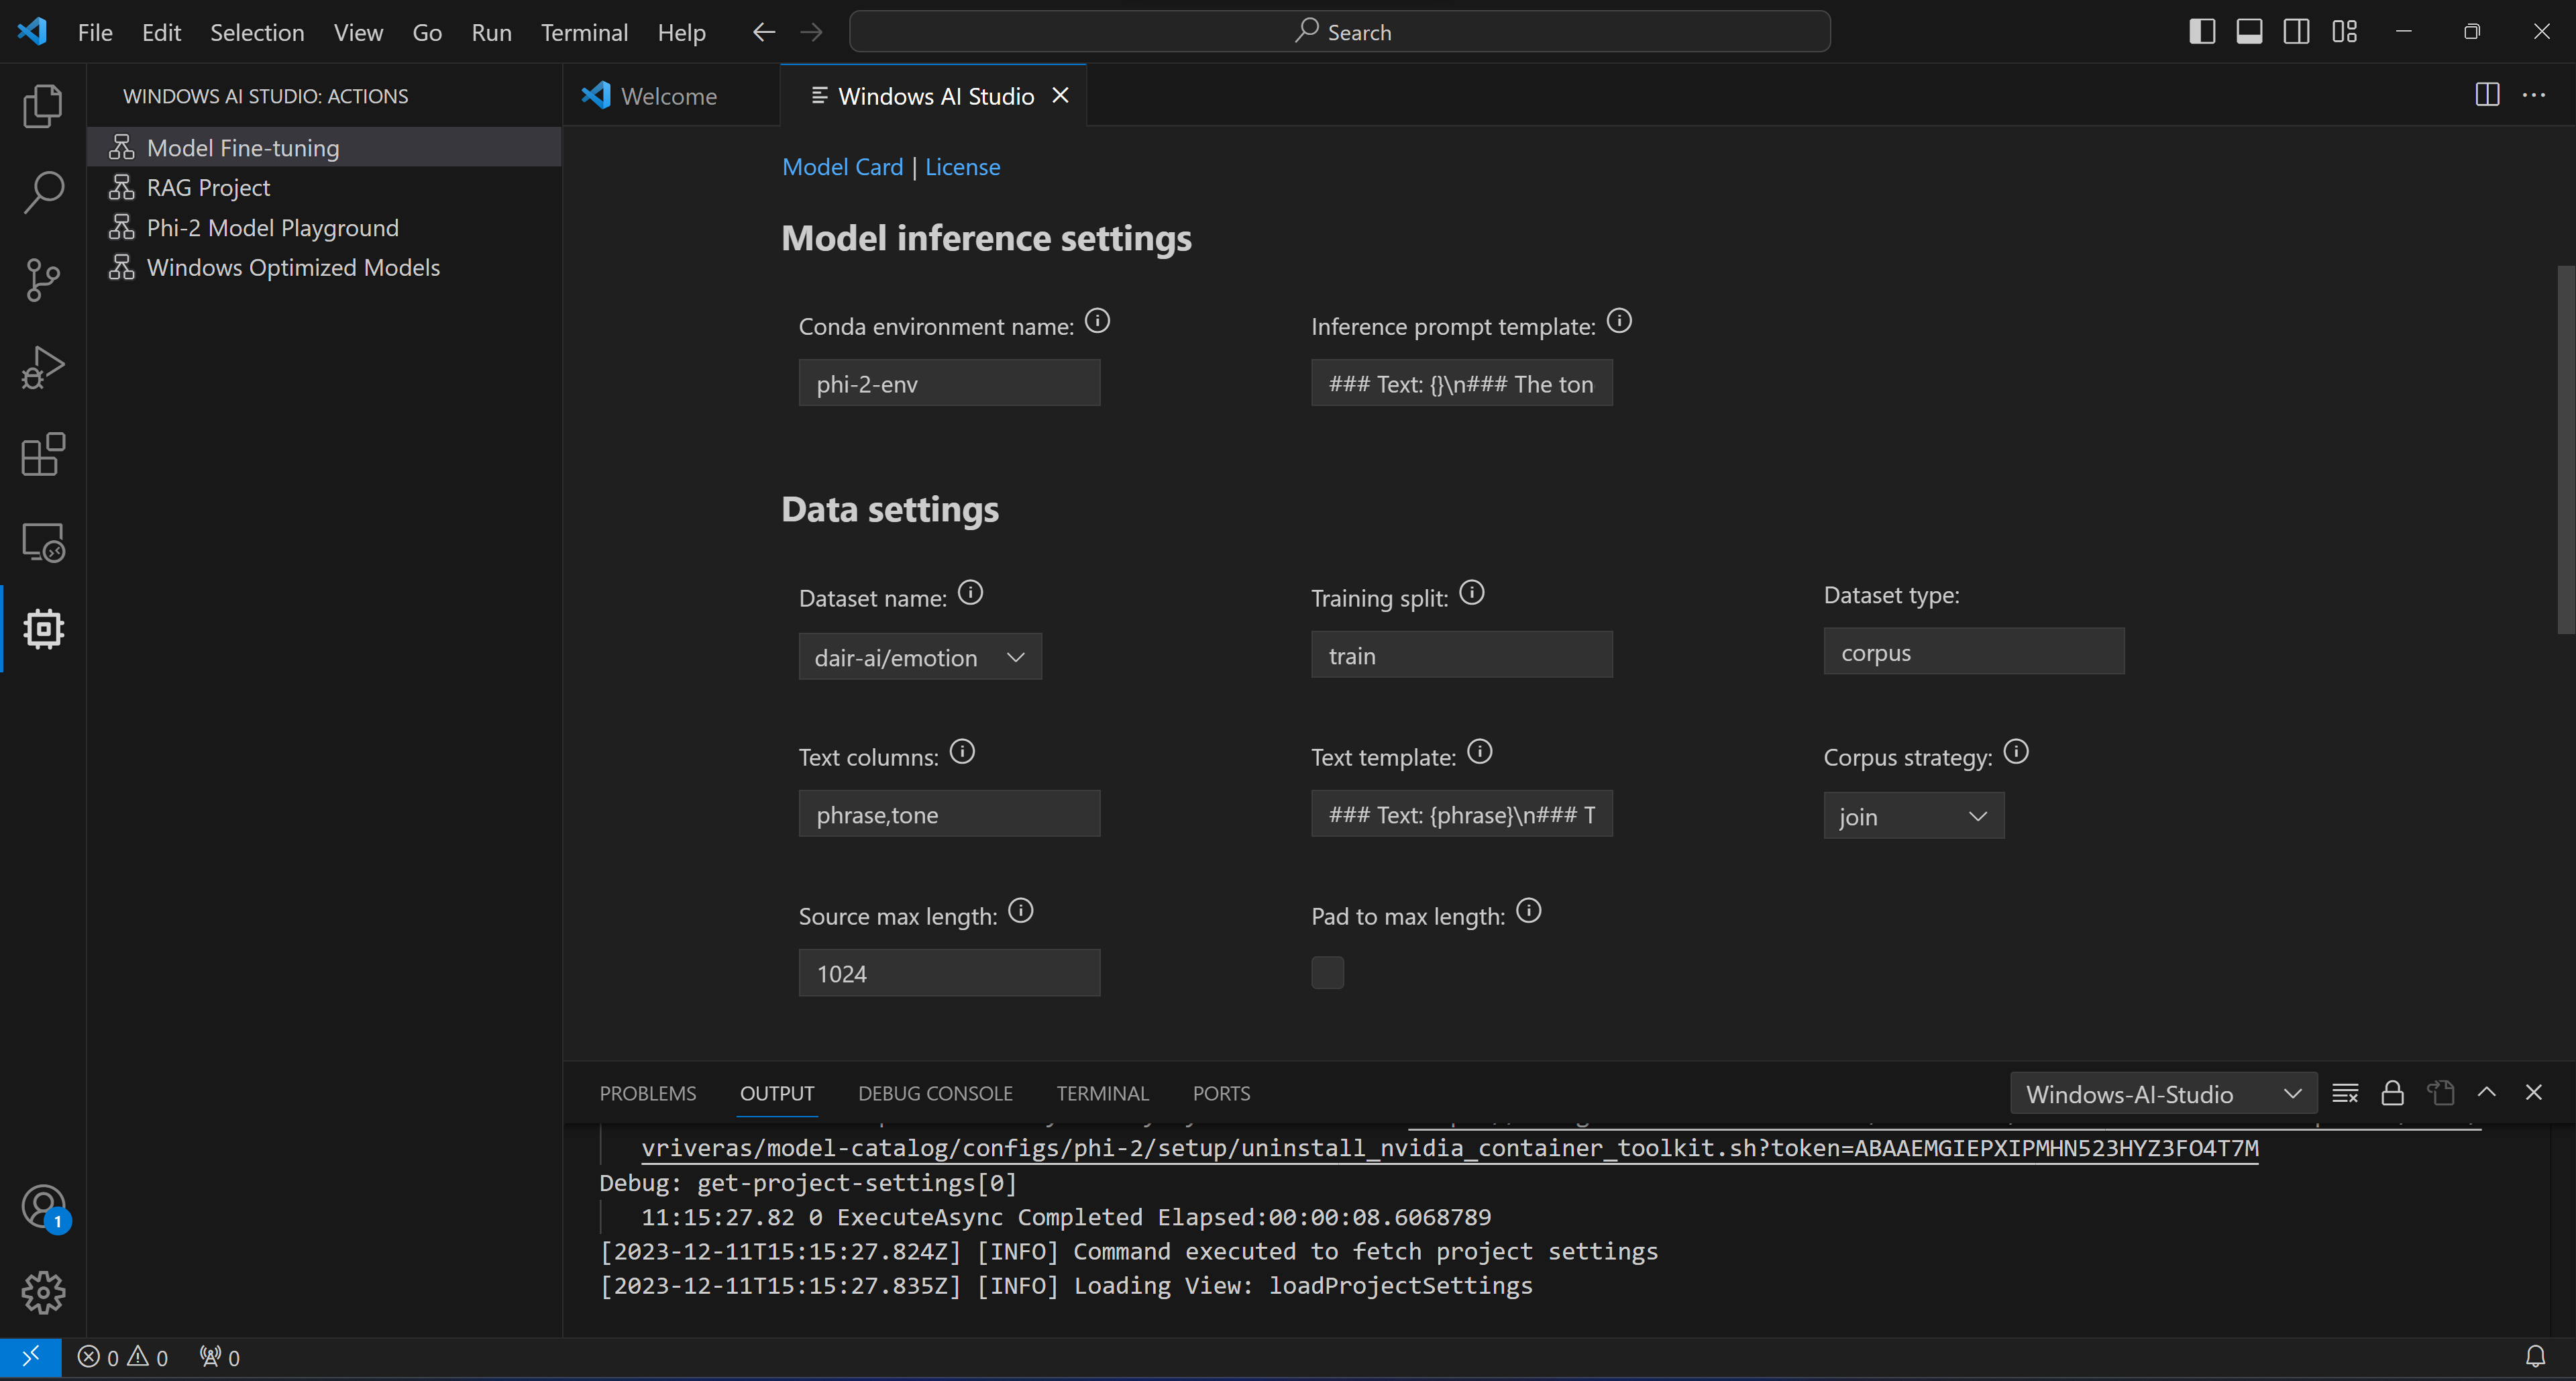 File Edit Selection View Go Run Terminal Help
Search
WINDOWS AI STUDIO: ACTIONS
Model Fine-tuning
RAG Project
Phi-2 Model Playground
Windows Optimized Models
Welcome
Windows AI Studio
Model Card | License
Model inference settings
Conda environment name:
Inference prompt template:
phi-2-env
### Text: {}\n### The ton
Data settings
Dataset name:
Training split:
Dataset type:
dair-ai/emotion
train
corpus
Text columns:
Text template:
Corpus strategy:
phrase,tone
### Text: {phrase}\n### T
join
Source max length:
Pad to max length:
1024
PROBLEMS OUTPUT DEBUG CONSOLE TERMINAL PORTS
Windows-AI-Studio
vriveras/model-catalog/configs/phi-2/setup/uninstall_nvidia_container_toolkit.sh?token=ABAAEMGIEPXIPMHN523HYZ3FO4T7M
Debug: get-project-settings[0]
11:15:27.82 0 ExecuteAsync Completed Elapsed:00:00:08.6068789
[2023-12-11T15:15:27.824Z] [INFO] Command executed to fetch project settings
[2023-12-11T15:15:27.835Z] [INFO] Loading View: loadProjectSettings
1
0 0 0